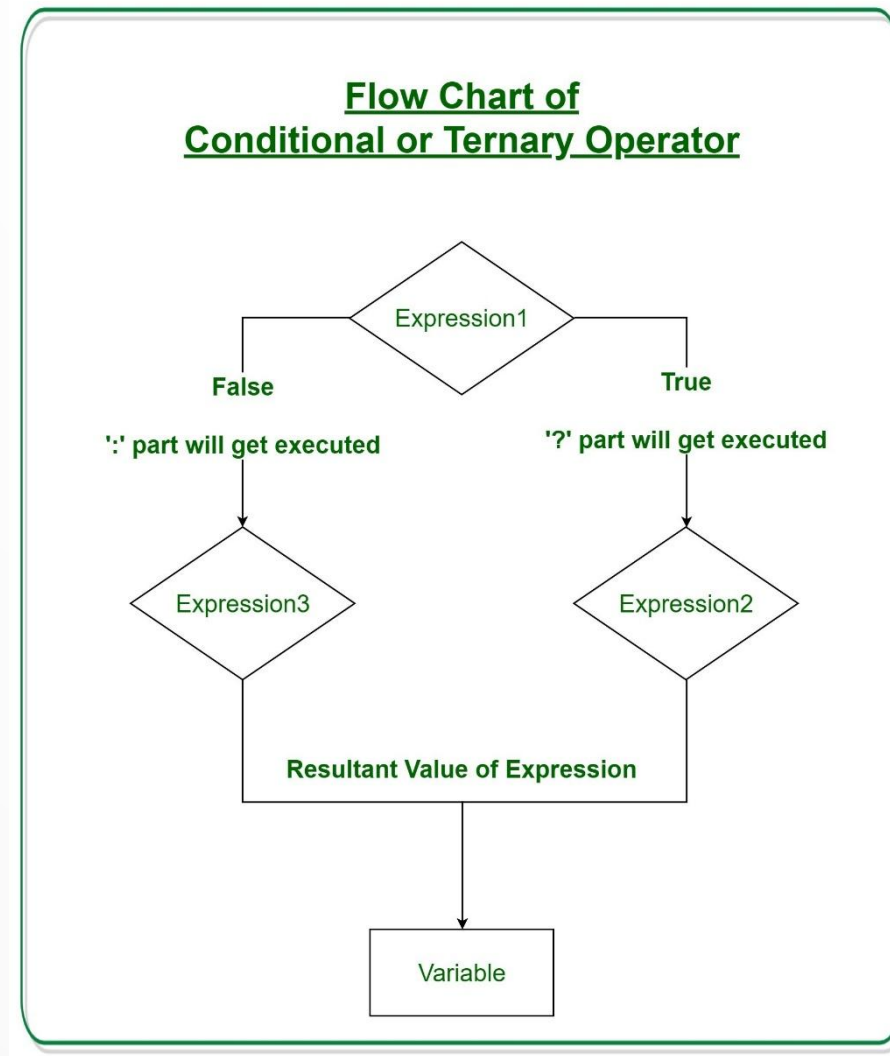 Flow Chart of
Conditional or Ternary Operator
Expression1
False
True
':' part will get executed
'?' part will get executed
Expression3
Expression2
Resultant Value of Expression
Variable